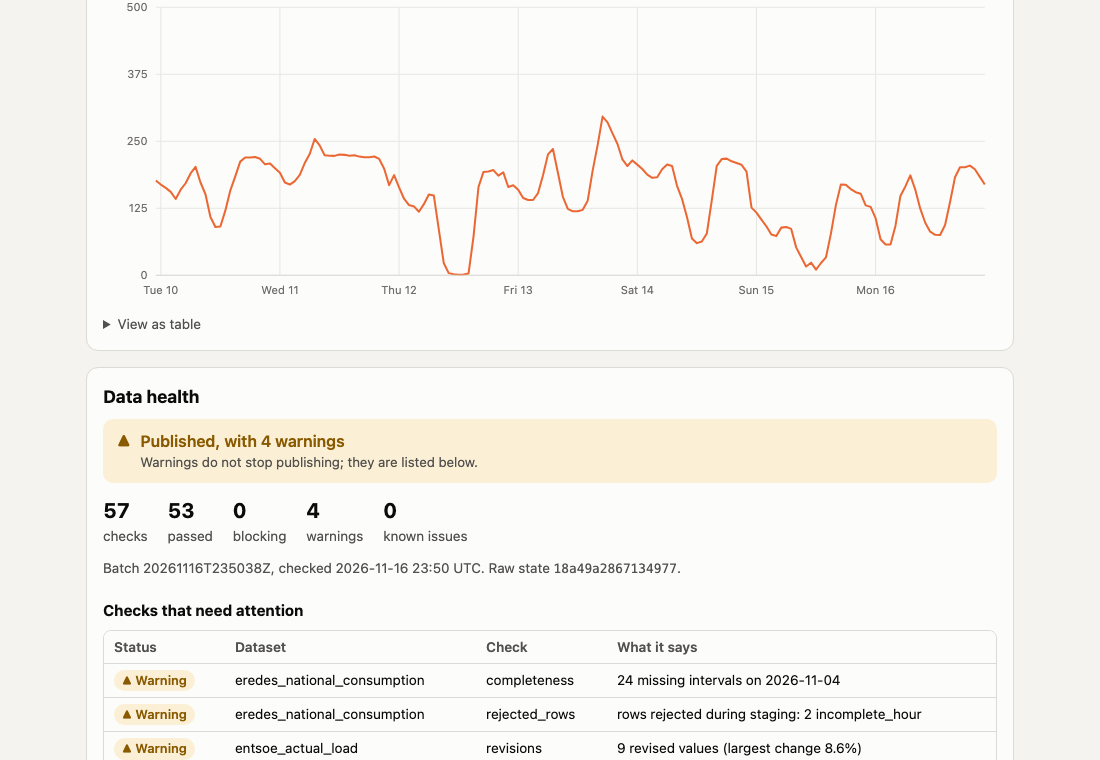 500
375
250
125
0
Tue 10 Wed 11 Thu 12 Fri 13 Sat 14 Sun 15 Mon 16
View as table
Data health
Published, with 4 warnings
Warnings do not stop publishing; they are listed below.
57 53 0 4 0
checks passed blocking warnings known issues
Batch 20261116T235038Z, checked 2026-11-16 23:50 UTC. Raw state 18a49a2867134977.
Checks that need attention
Status Dataset Check What it says
Warning eredes_national_consumption completeness 24 missing intervals on 2026-11-04
Warning eredes_national_consumption rejected_rows rows rejected during staging: 2 incomplete_hour
Warning entsoe_actual_load revisions 9 revised values (largest change 8.6%)